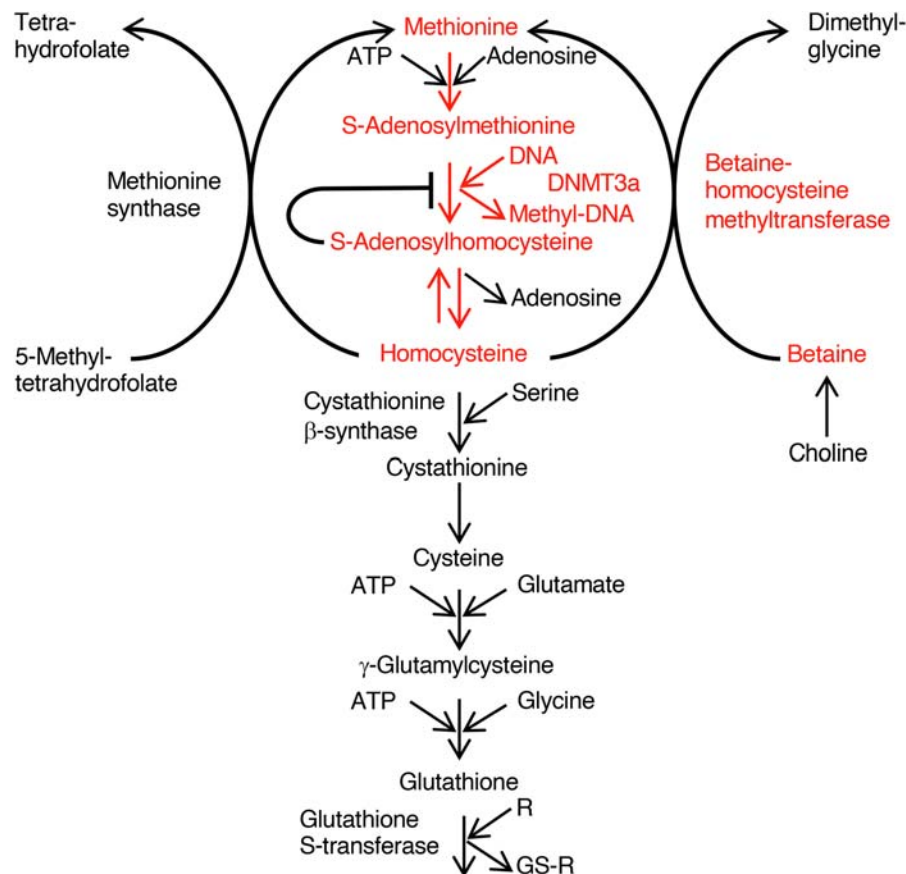 Tetra-
hydrofolate
Methionine
Dimethyl-
glycine
ATP
Adenosine
S-Adenosylmethionine
DNA
DNMT3a
Methyl-DNA
Methionine
synthase
Betaine-
homocysteine
methyltransferase
S-Adenosylhomocysteine
Adenosine
5-Methyl-
tetrahydrofolate
Homocysteine
Betaine
Cystathionine
β-synthase
Serine
Choline
Cystathionine
Cysteine
ATP
Glutamate
γ-Glutamylcysteine
ATP
Glycine
Glutathione
R
Glutathione
S-transferase
GS-R